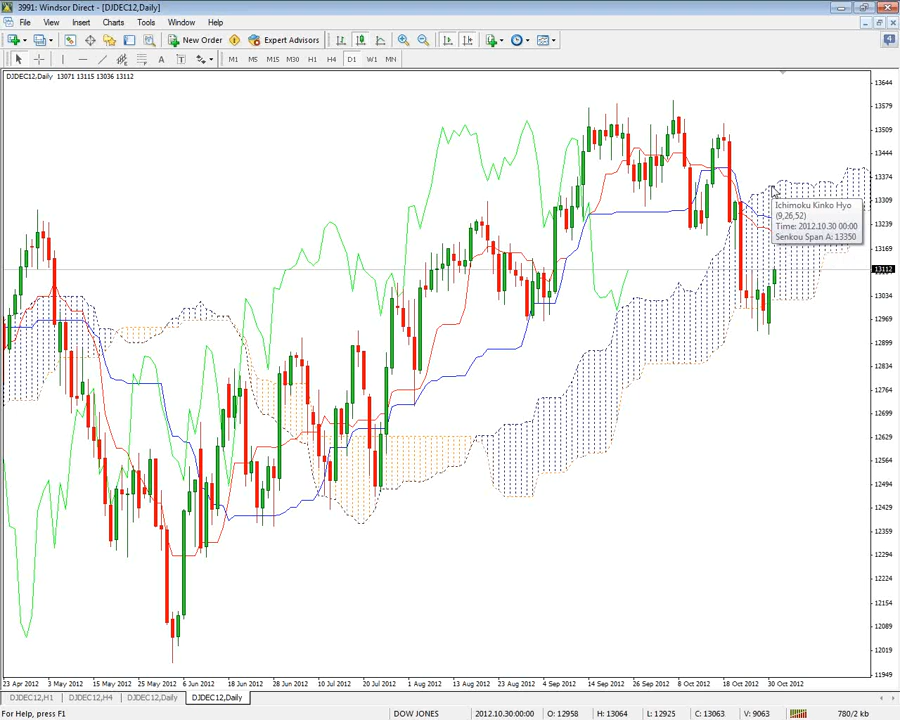 3991: Windsor Direct - [DJDEC12,Daily]
File View Insert Charts Tools Window Help
New Order Expert Advisors
A T M1 M5 M15 M30 H1 H4 D1 W1 MN
DJDEC12,Daily 13071 13115 13036 13112
13644
13579
13509
13444
13374
13309
13239
13169
13112
13034
12969
12899
12834
12764
12699
12629
12564
12494
12429
12359
12294
12224
12154
12089
12019
11949
Ichimoku Kinko Hyo
(9,26,52)
Time: 2012.10.30 00:00
Senkou Span A: 13350
23 Apr 2012 3 May 2012 15 May 2012 25 May 2012 6 Jun 2012 18 Jun 2012 28 Jun 2012 10 Jul 2012 20 Jul 2012 1 Aug 2012 13 Aug 2012 23 Aug 2012 4 Sep 2012 14 Sep 2012 26 Sep 2012 8 Oct 2012 18 Oct 2012 30 Oct 2012
DJDEC12,H1 DJDEC12,H4 DJDEC12,Daily DJDEC12,Daily
For Help, press F1 DOW JONES 2012.10.30 00:00 O: 12958 H: 13064 L: 12925 C: 13063 V: 9063 780/2 kb